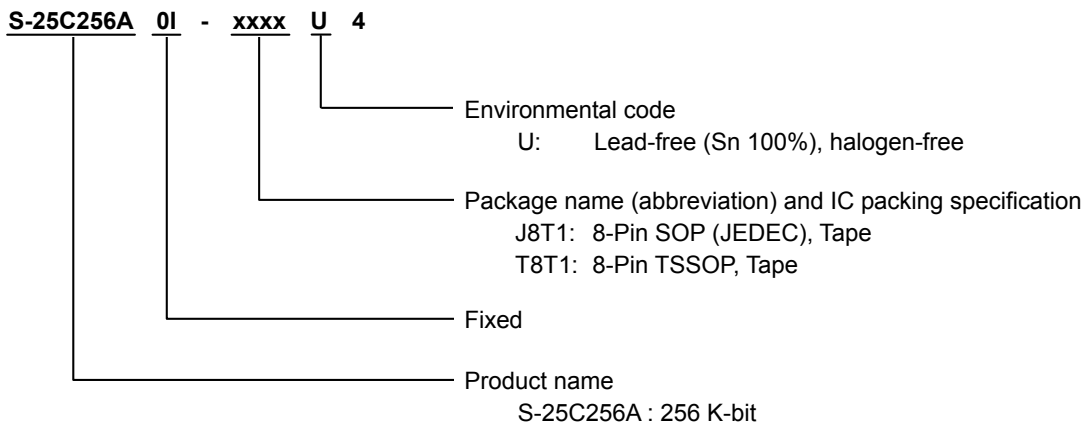 S-25C256A 0I - xxxx U 4
Environmental code
U: Lead-free (Sn 100%), halogen-free
Package name (abbreviation) and IC packing specification
J8T1: 8-Pin SOP (JEDEC), Tape
T8T1: 8-Pin TSSOP, Tape
Fixed
Product name
S-25C256A : 256 K-bit